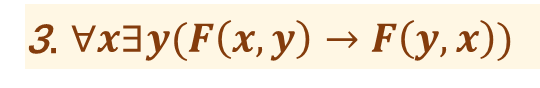 3. ∀x∃y(F(x, y) → F(y, x))